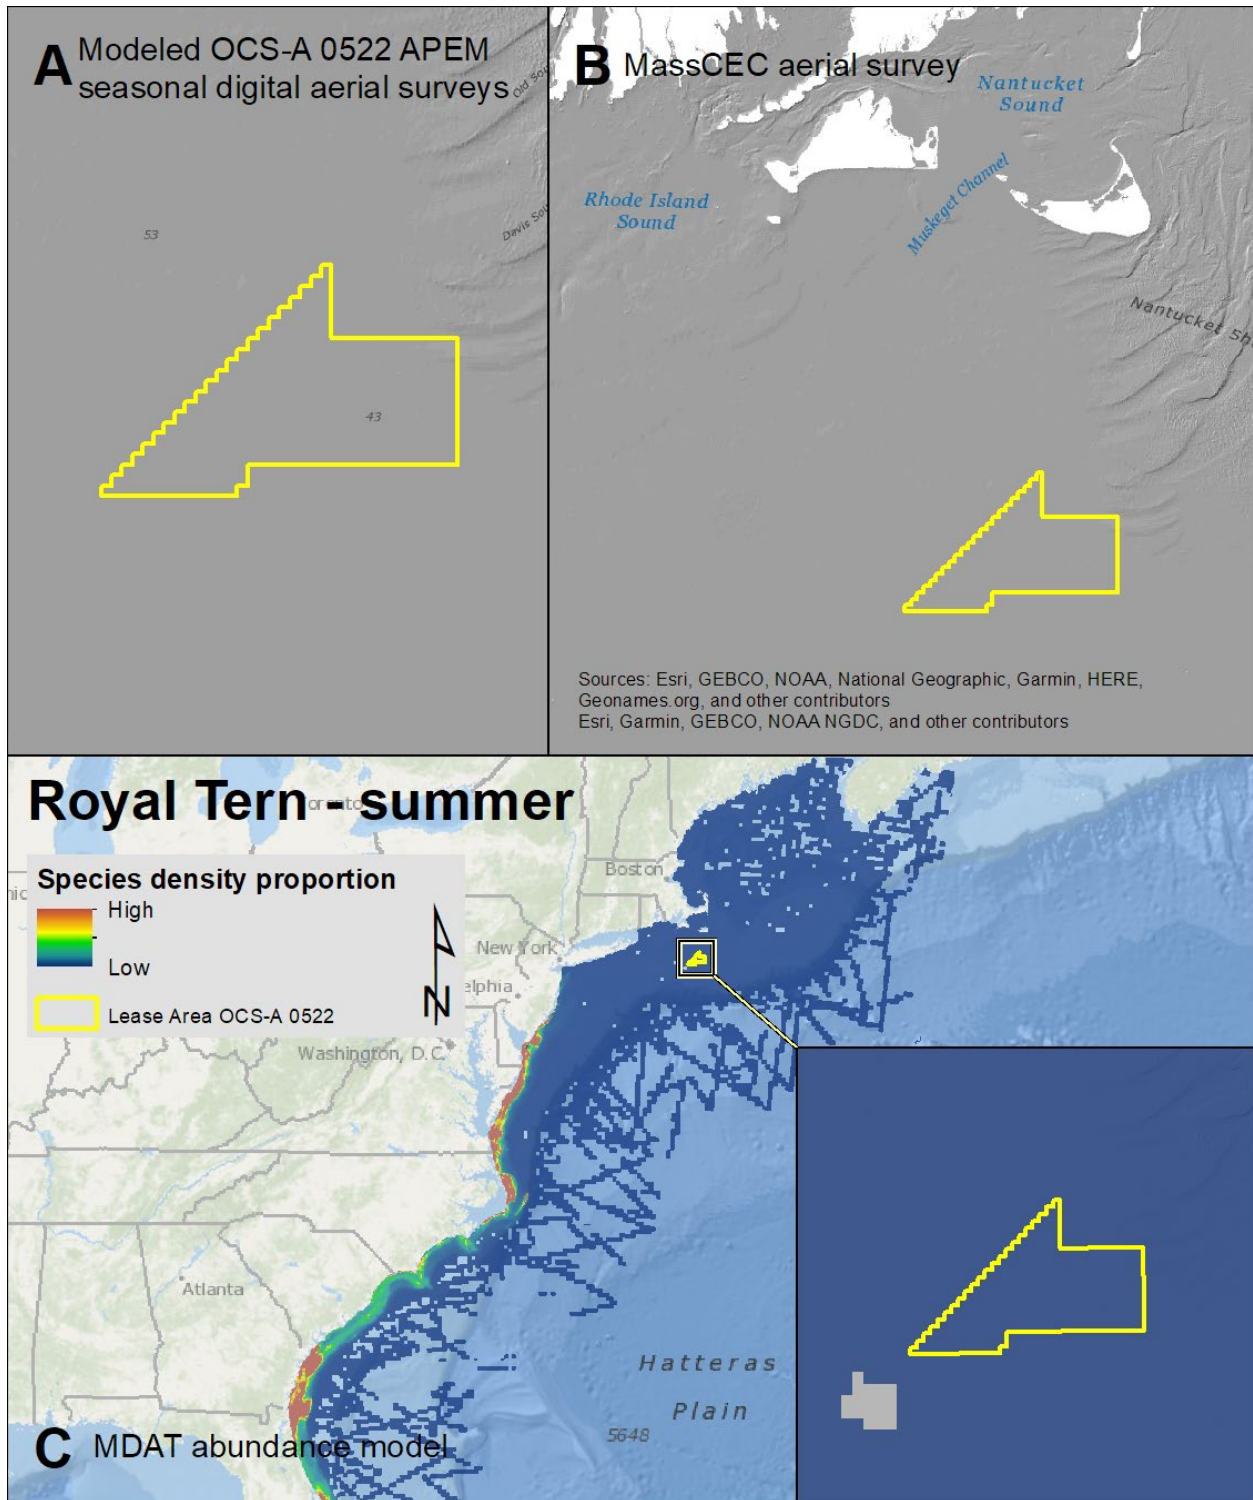 A Modeled OCS-A 0522 APEM
seasonal digital aerial surveys
Old Sou
Davis Sou
53
43
B MassCEC aerial survey
Nantucket
Sound
Rhode Island
Sound
Muskeget Channel
Nantucket Sho
Sources: Esri, GEBCO, NOAA, National Geographic, Garmin, HERE,
Geonames.org, and other contributors
Esri, Garmin, GEBCO, NOAA NGDC, and other contributors
Royal Tern - summer
Toronto
Species density proportion
High
Low
Lease Area OCS-A 0522
N
Boston
New York
elphia
Washington, D.C.
Atlanta
Hatteras
Plain
5648
C MDAT abundance model